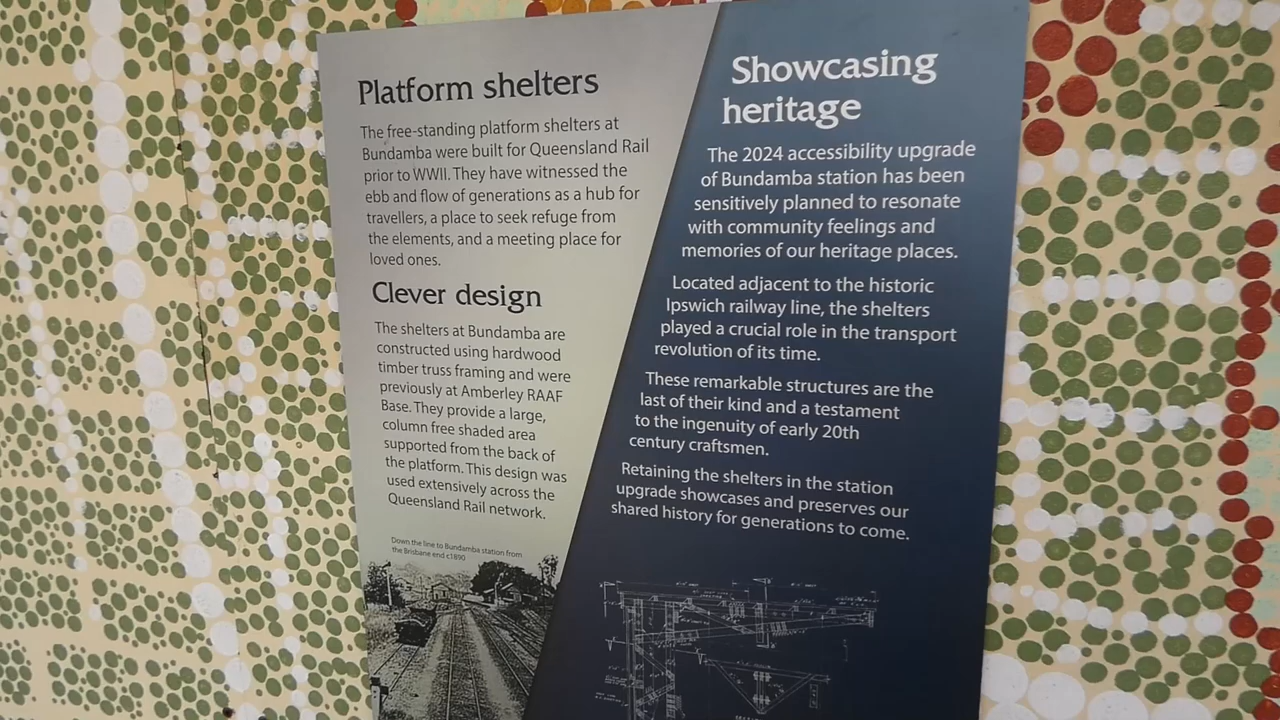 Platform shelters
The free-standing platform shelters at
Bundamba were built for Queensland Rail
prior to WWII. They have witnessed the
ebb and flow of generations as a hub for
travellers, a place to seek refuge from
the elements, and a meeting place for
loved ones.
Clever design
The shelters at Bundamba are
constructed using hardwood
timber truss framing and were
previously at Amberley RAAF
Base. They provide a large,
column free shaded area
supported from the back of
the platform. This design was
used extensively across the
Queensland Rail network.
Down the line to Bundamba station from
the Brisbane end c1890
Showcasing
heritage
The 2024 accessibility upgrade
of Bundamba station has been
sensitively planned to resonate
with community feelings and
memories of our heritage places.
Located adjacent to the historic
Ipswich railway line, the shelters
played a crucial role in the transport
revolution of its time.
These remarkable structures are the
last of their kind and a testament
to the ingenuity of early 20th
century craftsmen.
Retaining the shelters in the station
upgrade showcases and preserves our
shared history for generations to come.